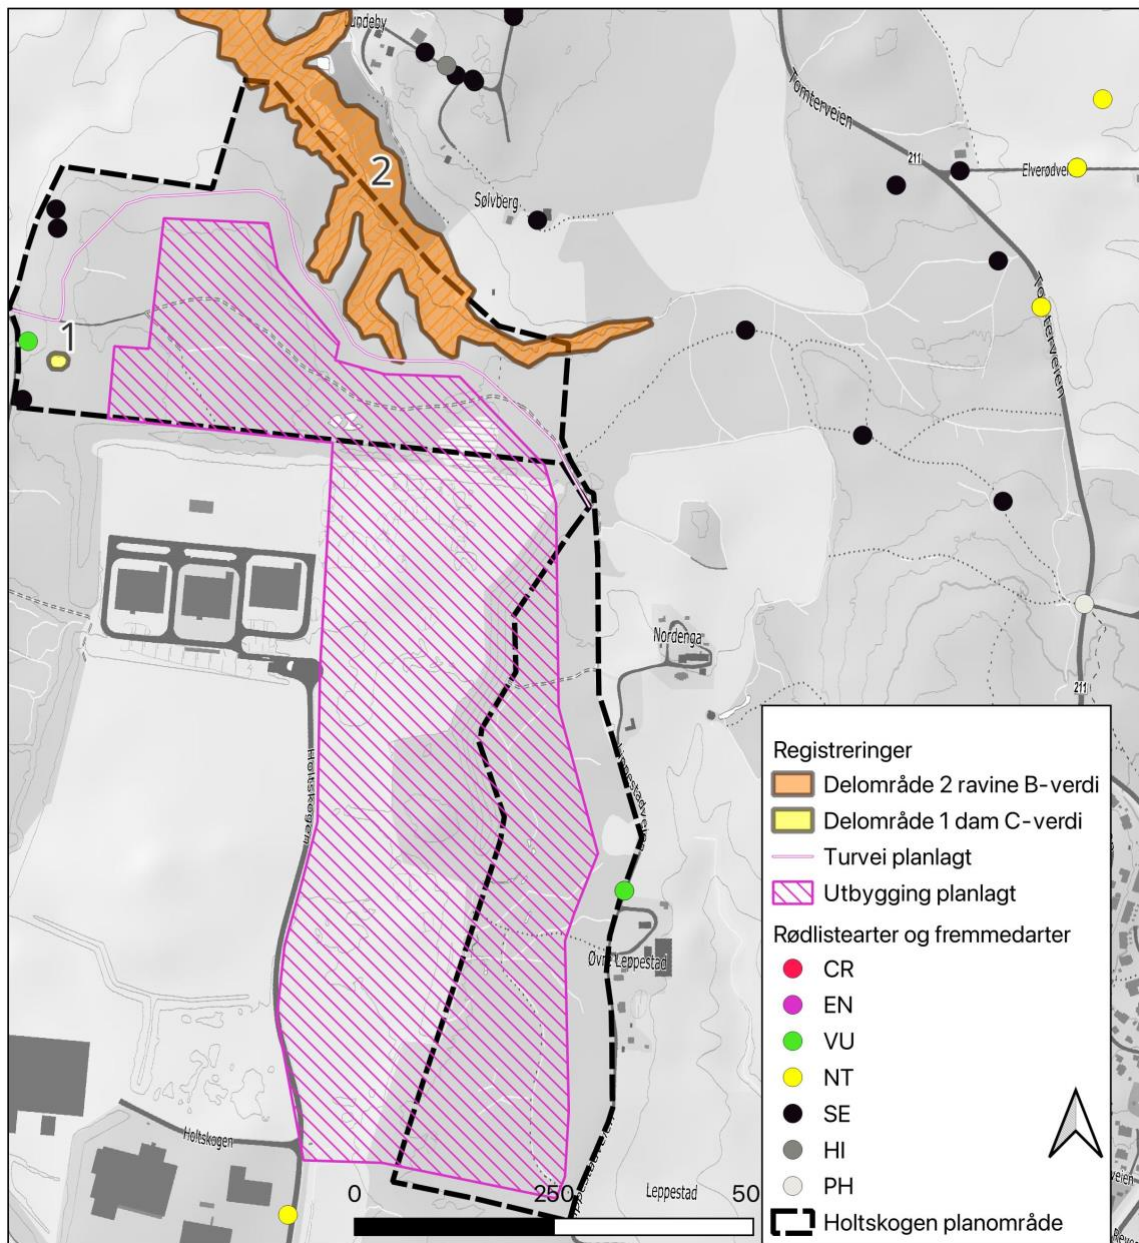 Tomterveien
211
Elverødvei
Sølvberg
2
1
Tomterveien
Nordenga
211
Holtskogen
Lippestadveien
Øvre Leppestad
Holtskogen
Leppestad
0
250
50
Registreringer
Delområde 2 ravine B-verdi
Delområde 1 dam C-verdi
Turvei planlagt
Utbygging planlagt
Rødlistearter og fremmedarter
CR
EN
VU
NT
SE
HI
PH
Holtskogen planområde